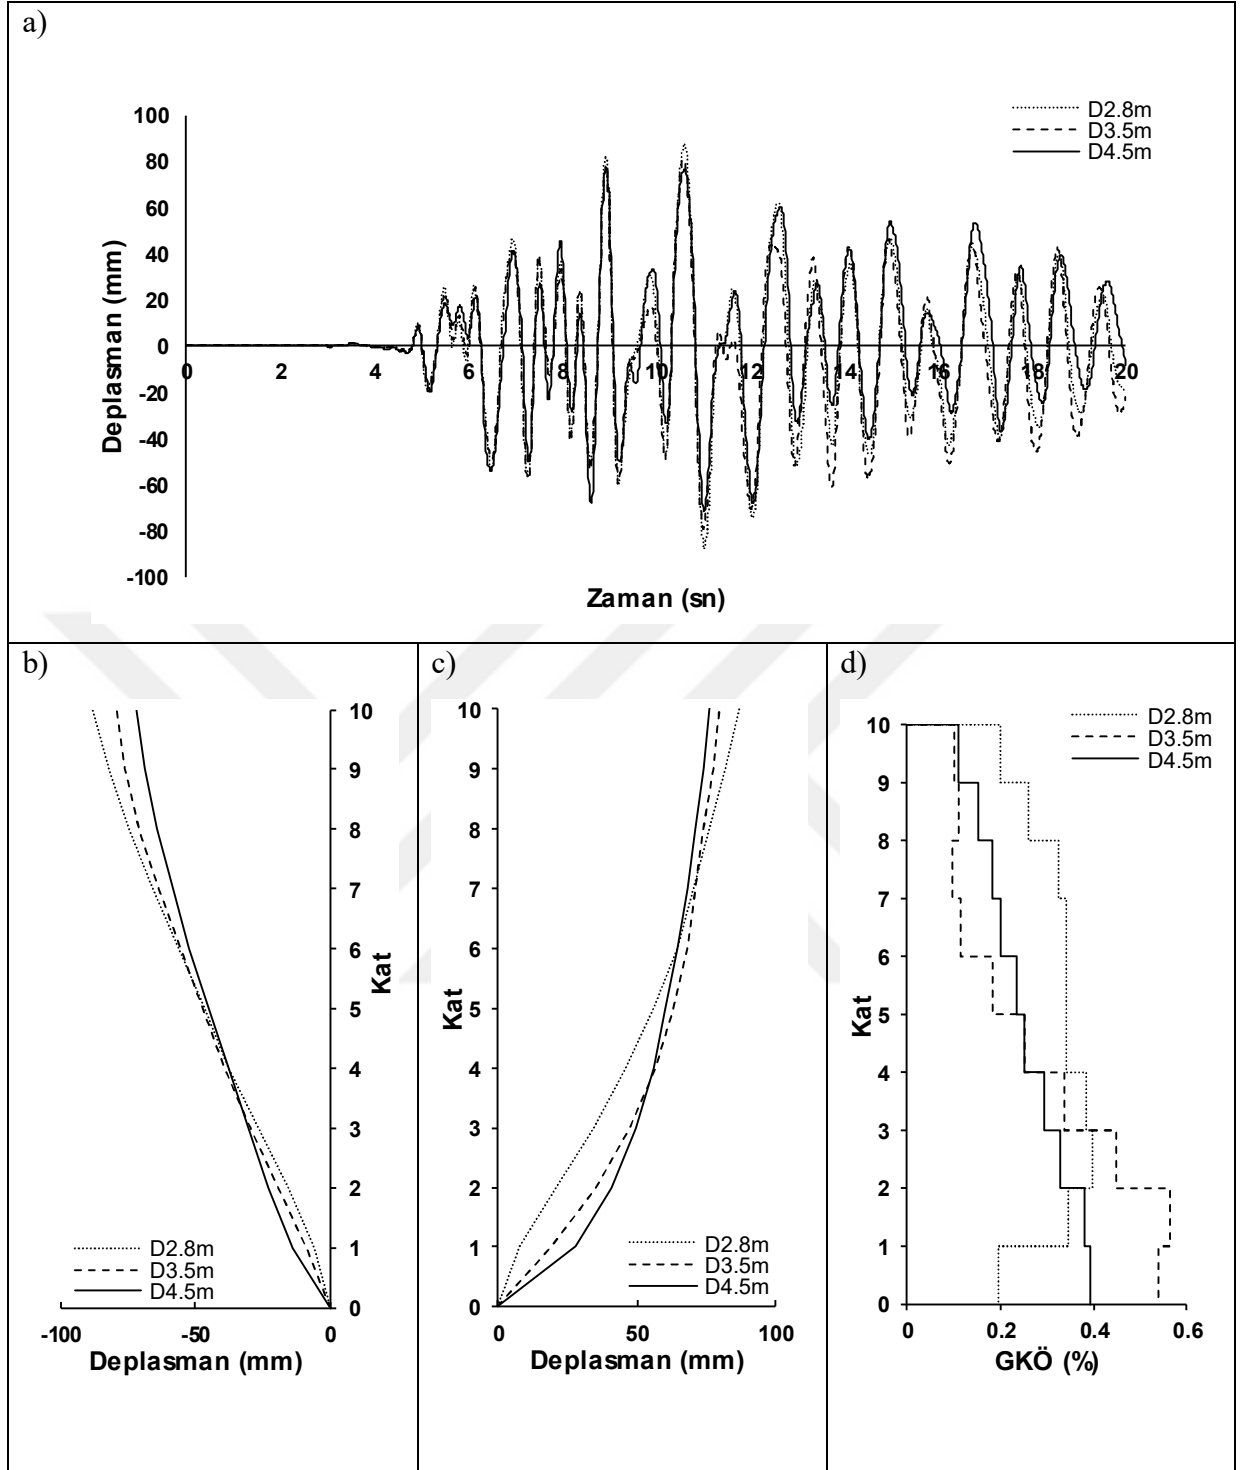 a)
D2.8m
D3.5m
D4.5m
100
80
60
40
20
0
-20
-40
-60
-80
-100
Deplasman (mm)
0 2 4 6 8 10 12 14 16 18 20
Zaman (sn)
b)
10
9
8
7
6
5
4
3
2
1
0
Kat
D2.8m
D3.5m
D4.5m
-100 -50 0
Deplasman (mm)
c)
10
9
8
7
6
5
4
3
2
1
0
Kat
D2.8m
D3.5m
D4.5m
0 50 100
Deplasman (mm)
d)
D2.8m
D3.5m
D4.5m
10
9
8
7
6
5
4
3
2
1
0
Kat
0 0.2 0.4 0.6
GKÖ (%)